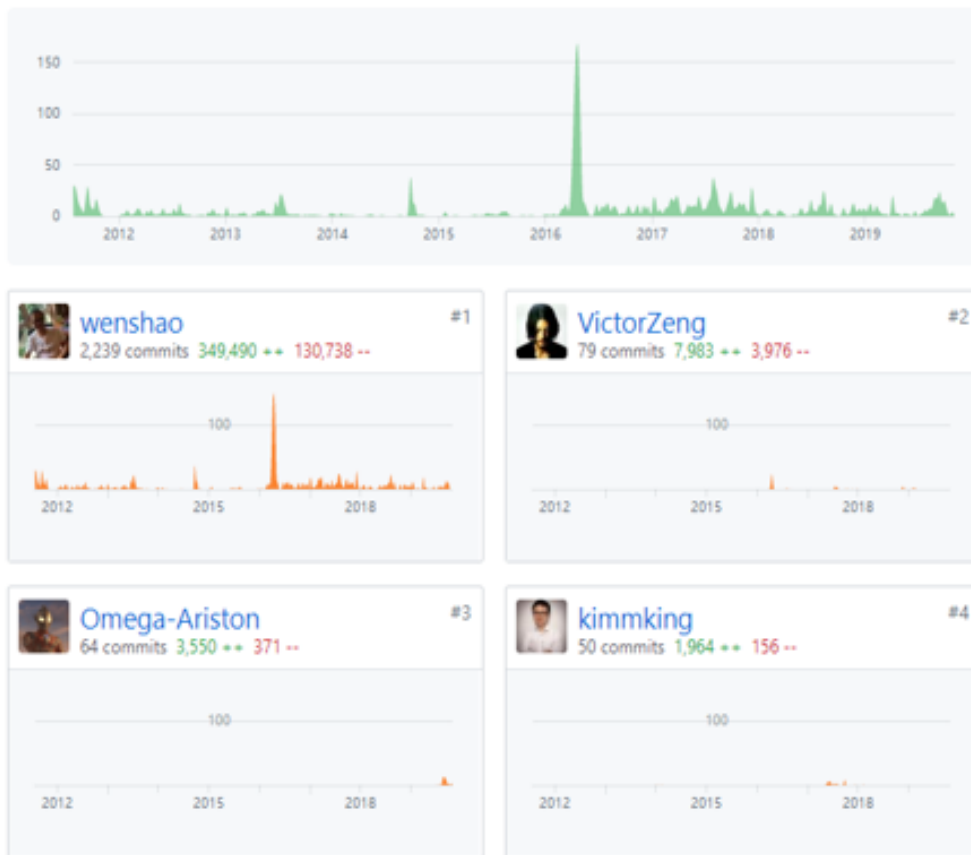 150
100
50
0
2012 2013 2014 2015 2016 2017 2018 2019
wenshao #1
2,239 commits 349,490 ++ 130,738 --
100
2012 2015 2018
VictorZeng #2
79 commits 7,983 ++ 3,976 --
100
2012 2015 2018
Omega-Ariston #3
64 commits 3,550 ++ 371 --
100
2012 2015 2018
kimmking #4
50 commits 1,964 ++ 156 --
100
2012 2015 2018